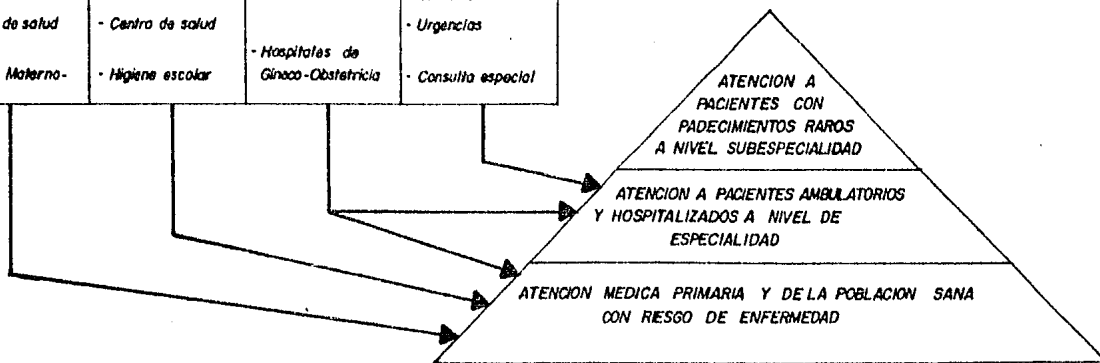 de salud
Materno-
- Centro de salud
- Higiene escolar
- Hospitales de
Gineco-Obstetricia
- Urgencias
- Consulta especial
ATENCION A
PACIENTES CON
PADECIMIENTOS RAROS
A NIVEL SUBESPECIALIDAD
ATENCION A PACIENTES AMBULATORIOS
Y HOSPITALIZADOS A NIVEL DE
ESPECIALIDAD
ATENCION MEDICA PRIMARIA Y DE LA POBLACION SANA
CON RIESGO DE ENFERMEDAD